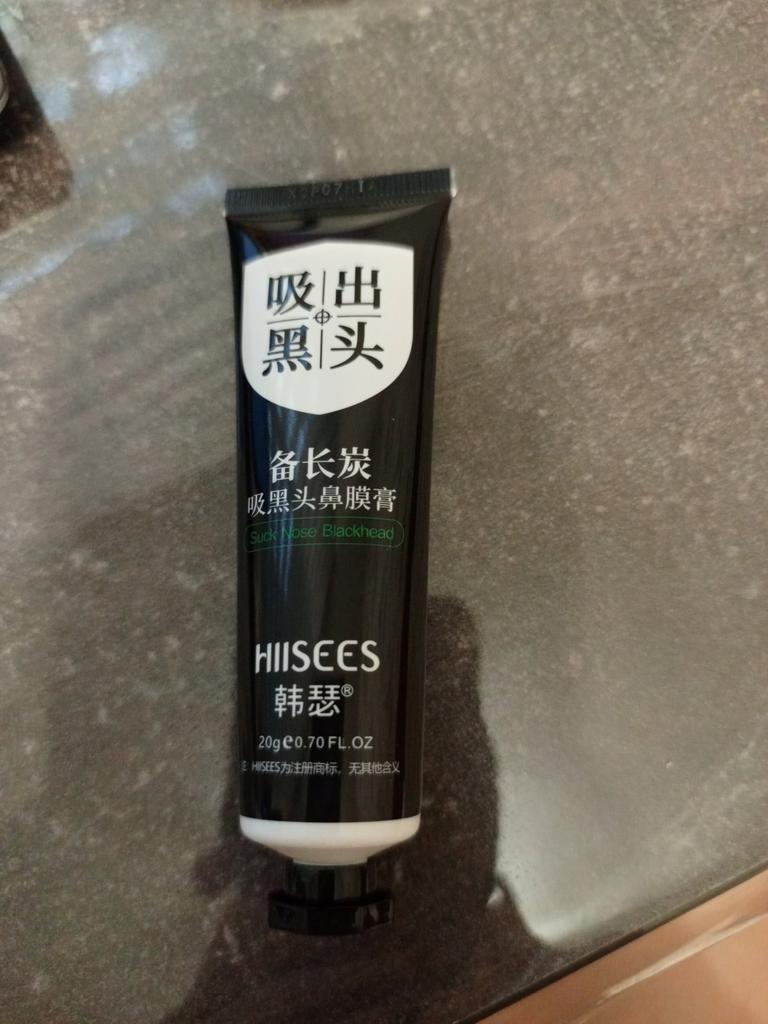 吸出
黑头
备长炭
吸黑头鼻膜膏
Suck Nose Blackhead
HIISEES
韩瑟®
20g℮0.70 FL.OZ
HIISEES为注册商标，无其他含义